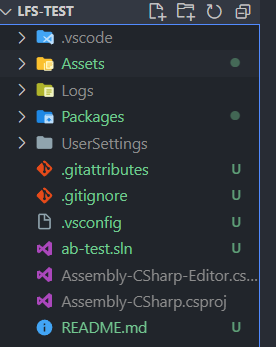 LFS-TEST
.vscode
Assets
Logs
Packages
UserSettings
.gitattributes U
.gitignore U
.vsconfig U
ab-test.sln U
Assembly-CSharp-Editor.cs...
Assembly-CSharp.csproj
README.md U